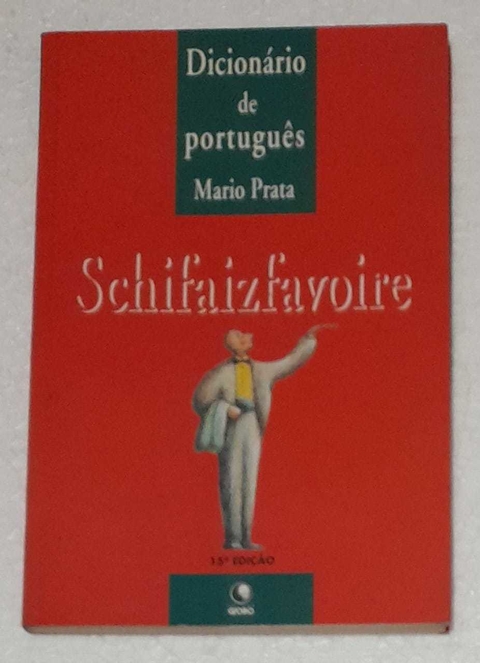 Dicionário
de
português
Mario Prata
Schifaizfavoire
15ª EDIÇÃO
GLOBO